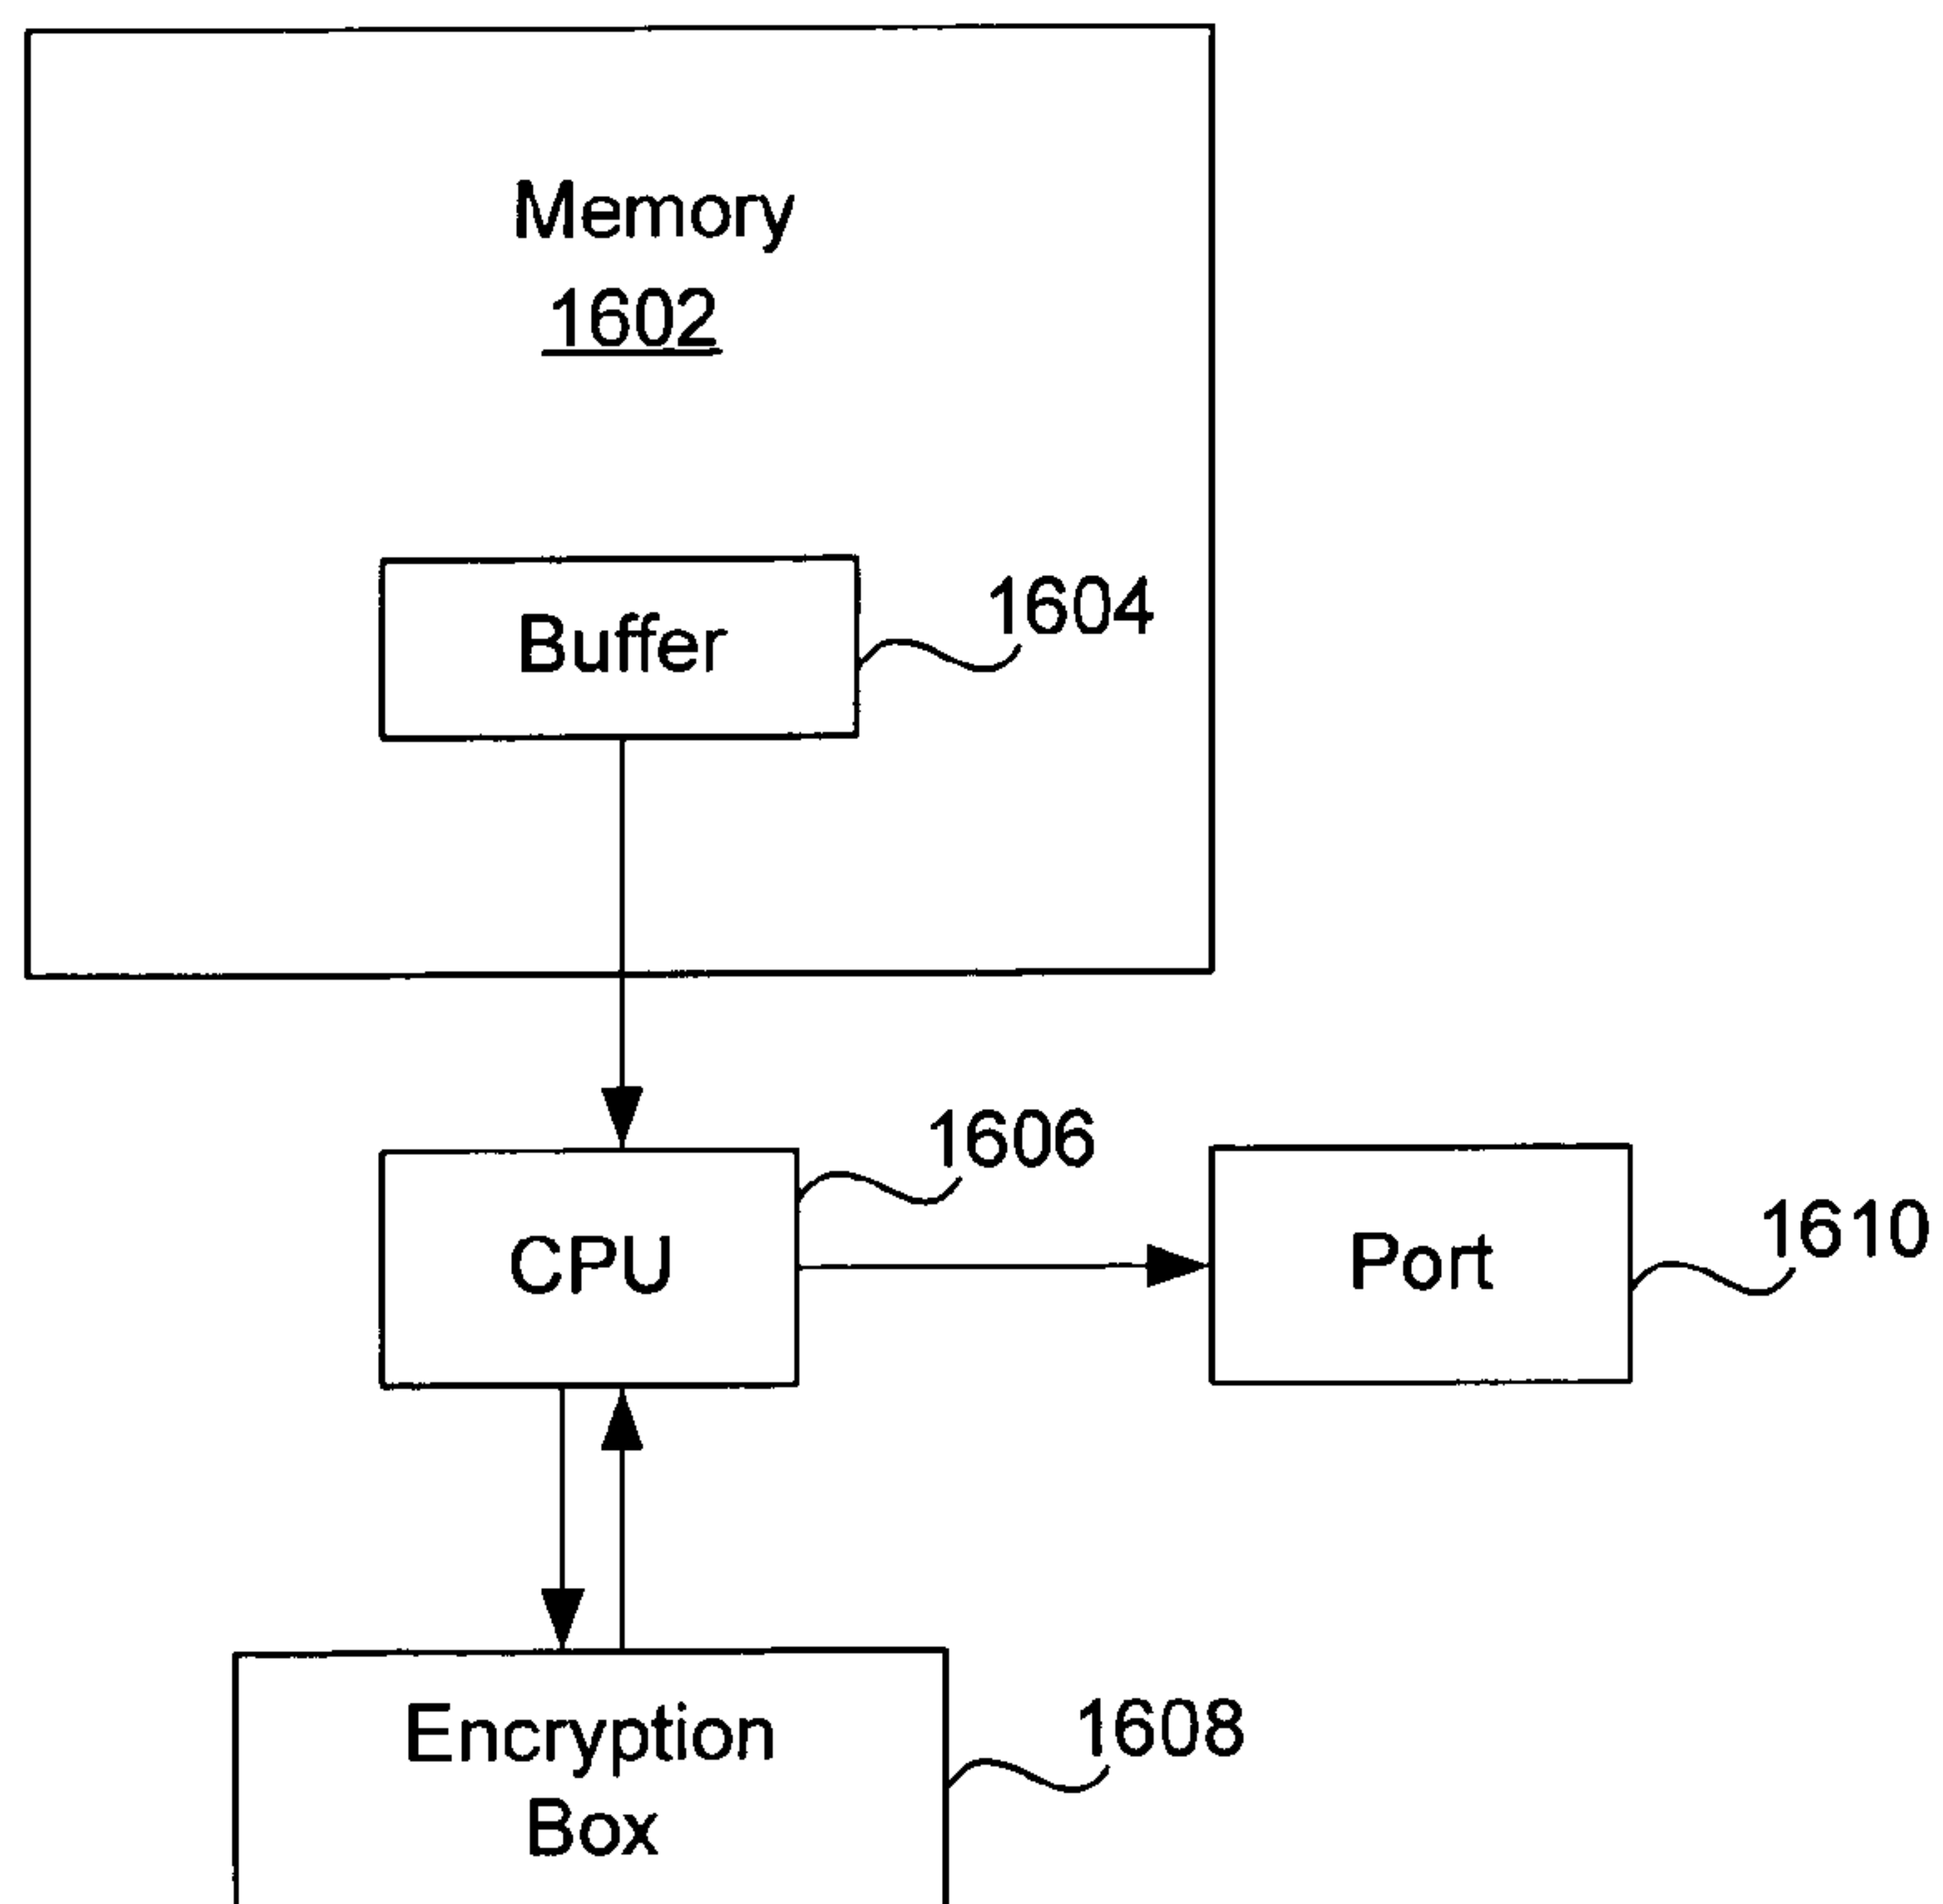 Memory
1602
Buffer
1604
1606
CPU
Port
1610
Encryption
Box
1608